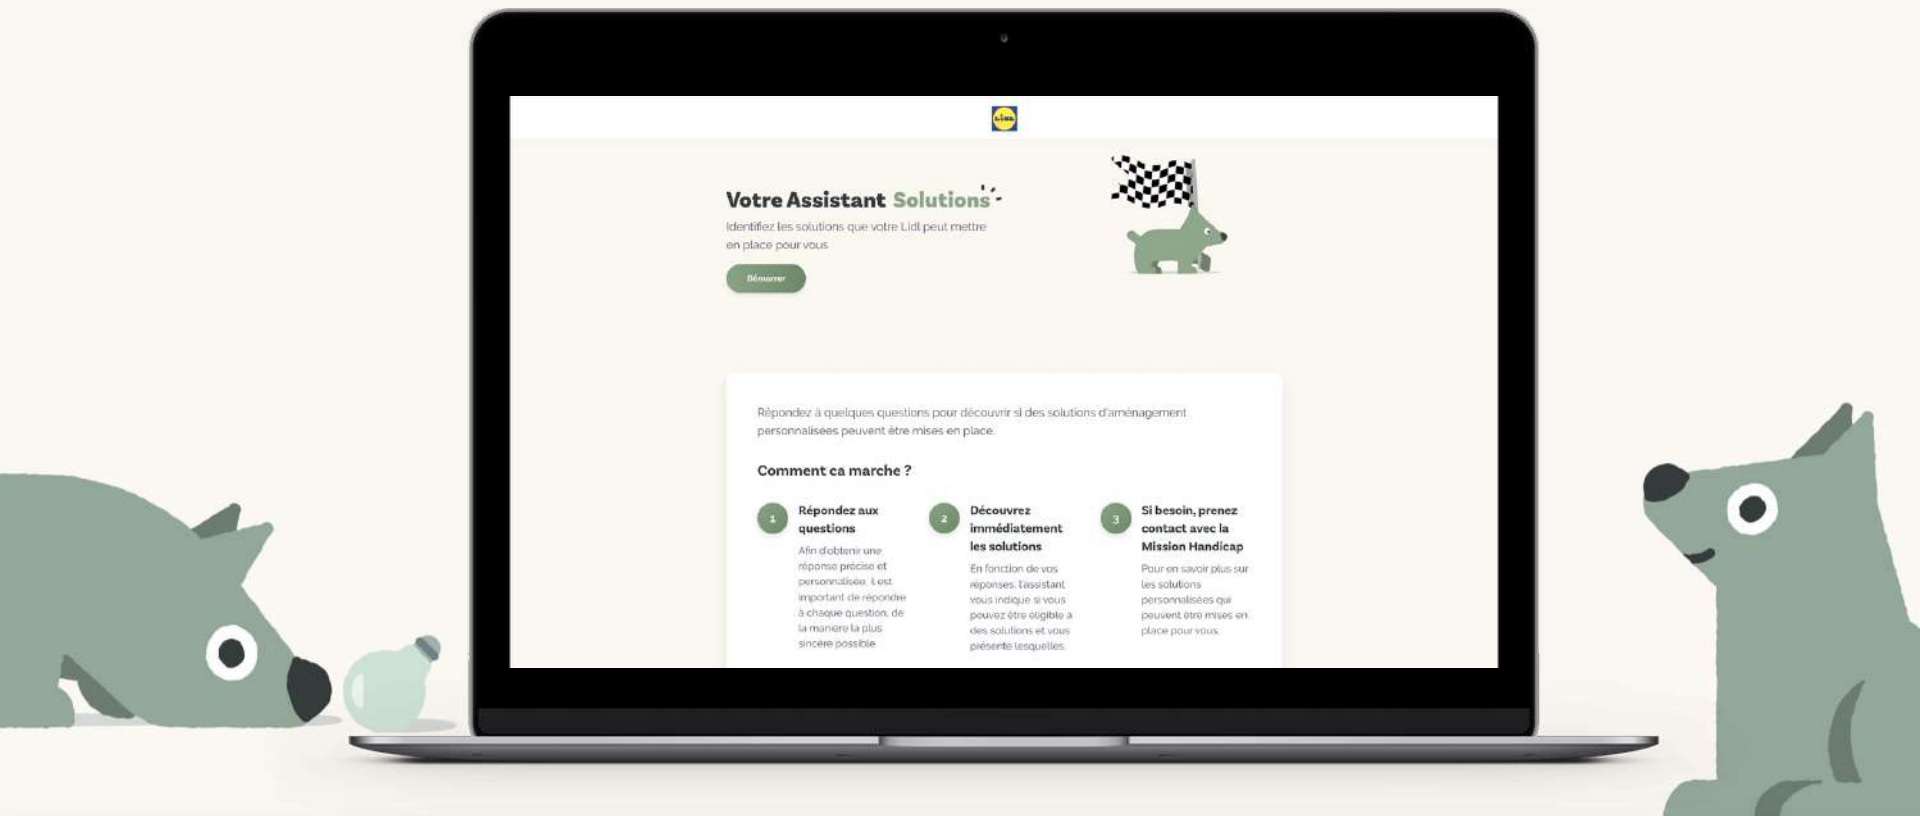 LIDL
Votre Assistant Solutions
Identifiez les solutions que votre Lidl peut mettre
en place pour vous
Démarrer
Répondez à quelques questions pour découvrir si des solutions d'aménagement
personnalisées peuvent être mises en place.
Comment ca marche ?
1
Répondez aux
questions
Afin d'obtenir une
réponse précise et
personnalisée, il est
important de répondre
à chaque question, de
la manière la plus
sincère possible
2
Découvrez
immédiatement
les solutions
En fonction de vos
réponses, l'assistant
vous indique si vous
pouvez être éligible à
des solutions et vous
présente lesquelles.
3
Si besoin, prenez
contact avec la
Mission Handicap
Pour en savoir plus sur
les solutions
personnalisées qui
peuvent être mises en
place pour vous.